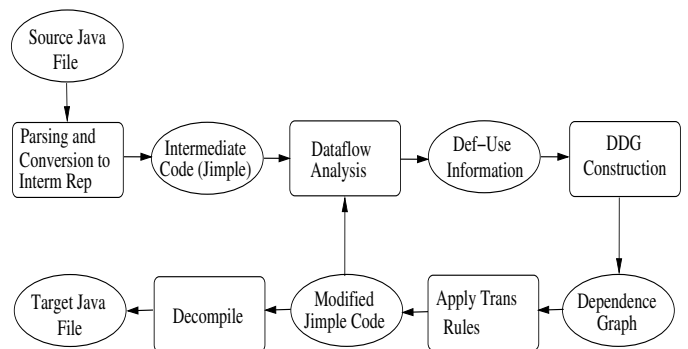 Source Java
File
Parsing and
Conversion to
Interm Rep
Intermediate
Code (Jimple)
Dataflow
Analysis
Def-Use
Information
DDG
Construction
Target Java
File
Decompile
Modified
Jimple Code
Apply Trans
Rules
Dependence
Graph